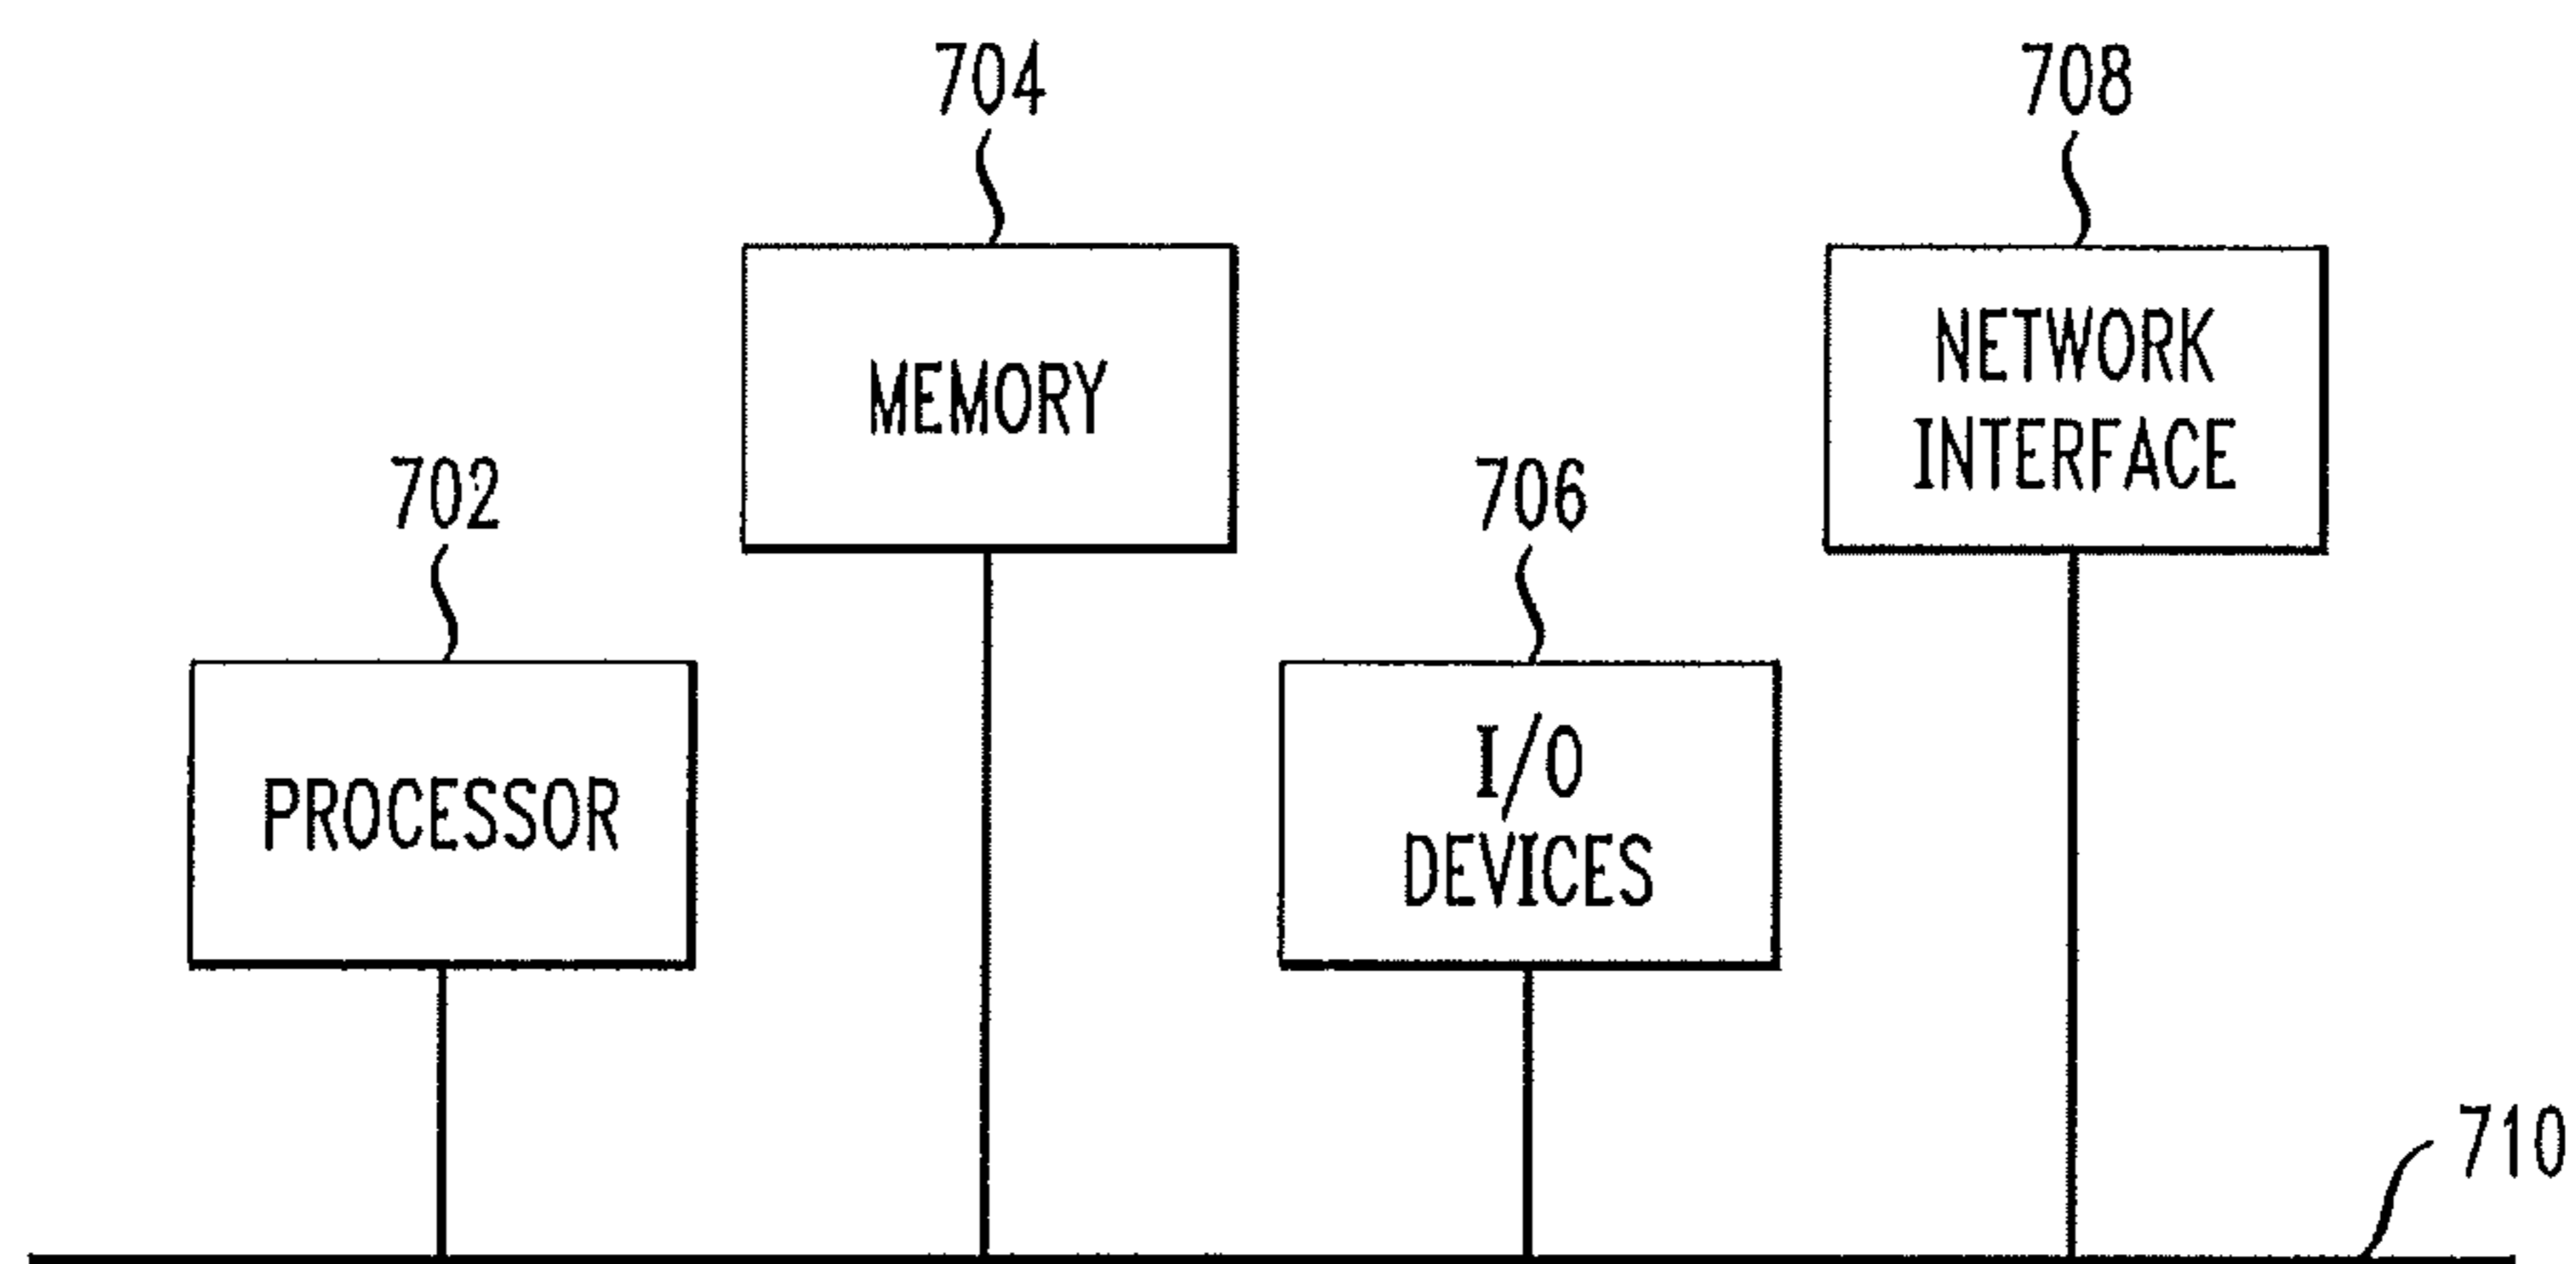 704
708
MEMORY
NETWORK
INTERFACE
702
706
PROCESSOR
I/O
DEVICES
710